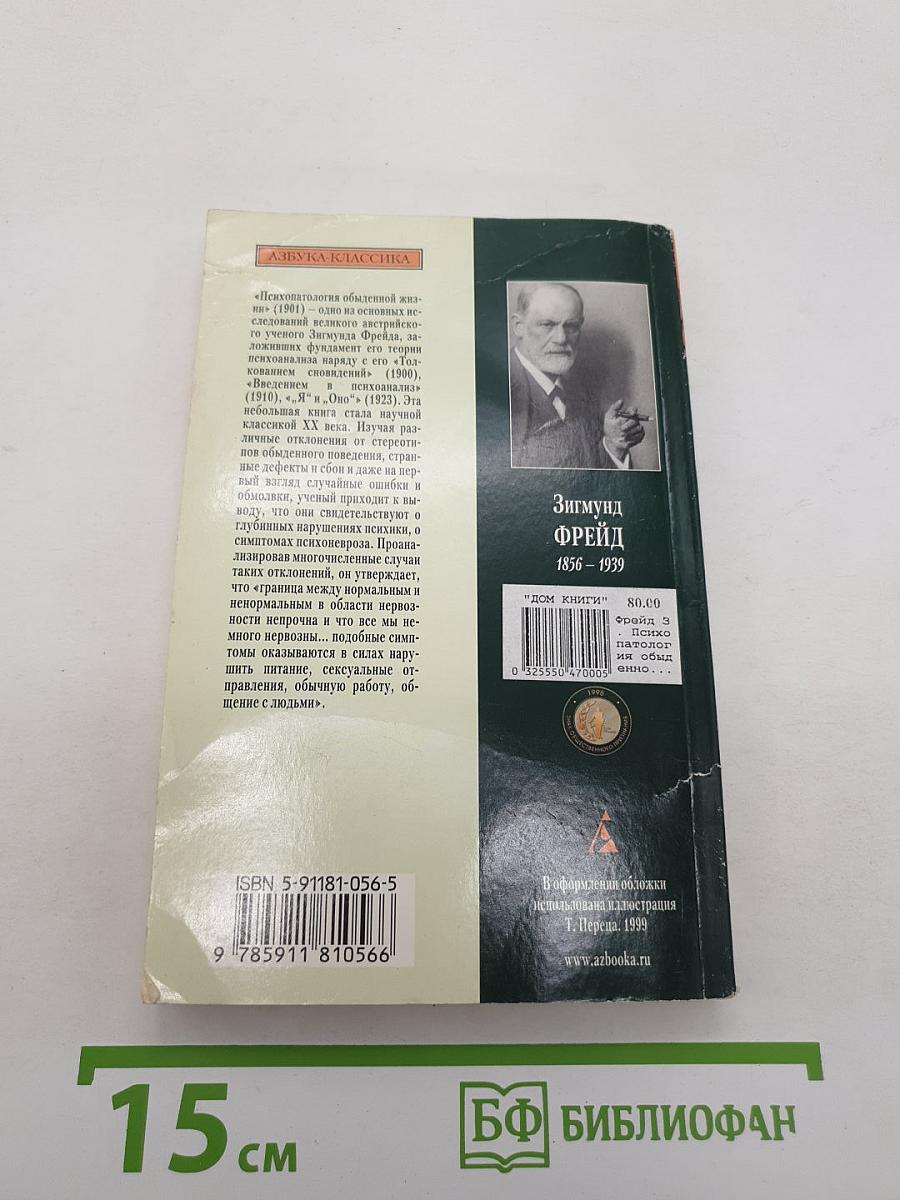 АЗБУКА-КЛАССИКА
«Психопатология обыденной жиз-
ни» (1901) – одно из основных ис-
следований великого австрийско-
го ученого Зигмунда Фрейда, за-
ложивших фундамент его теории
психоанализа наряду с его «Тол-
кованием сновидений» (1900),
«Введением в психоанализ»
(1910), «„Я“ и „Оно“» (1923). Эта
небольшая книга стала научной
классикой XX века. Изучая раз-
личные отклонения от стереоти-
пов обыденного поведения, стран-
ные дефекты и сбои и даже на пер-
вый взгляд случайные ошибки и
обмолвки, ученый приходит к вы-
воду, что они свидетельствуют о
глубинных нарушениях психики, о
симптомах психоневроза. Проана-
лизировав многочисленные случаи
таких отклонений, он утверждает,
что «граница между нормальным и
ненормальным в области нервоз-
ности непрочна и что все мы не-
много нервозны... подобные симп-
томы оказываются в силах нару-
шить питание, сексуальные от-
правления, обычную работу, об-
щение с людьми».
ISBN 5-91181-056-5
9 785911 810566
Зигмунд
ФРЕЙД
1856 – 1939
"ДОМ КНИГИ" 80.00
Фрейд З
. Психо
патолог
ия обыд
енно...
0 325550 470005
1998
ЗНАК ОБЩЕСТВЕННОГО ПРИЗНАНИЯ
В оформлении обложки
использована иллюстрация
Т. Переца. 1999
www.azbooka.ru
15 см
БФ БИБЛИОФАН